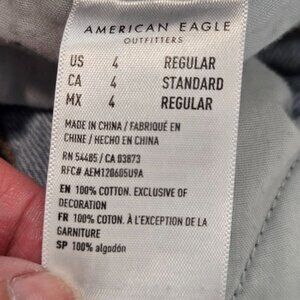 AMERICAN EAGLE
OUTFITTERS
US 4 REGULAR
CA 4 STANDARD
MX 4 REGULAR
MADE IN CHINA / FABRIQUÉ EN
CHINE / HECHO EN CHINA
RN 54485 / CA 03873
RFC# AEM120605U9A
EN 100% COTTON. EXCLUSIVE OF
DECORATION
FR 100% COTON. À L'EXCEPTION DE LA
GARNITURE
SP 100% algodón